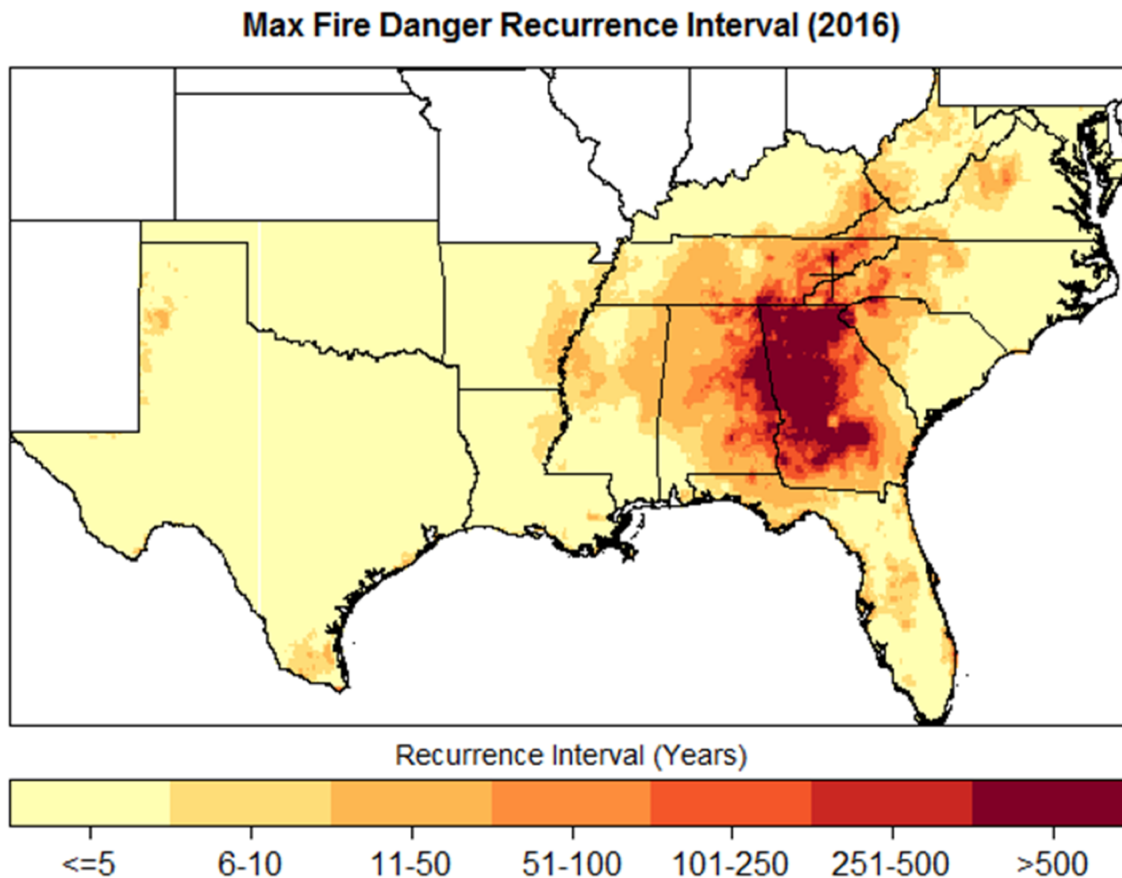 Max Fire Danger Recurrence Interval (2016)
Recurrence Interval (Years)
<=5 6-10 11-50 51-100 101-250 251-500 >500